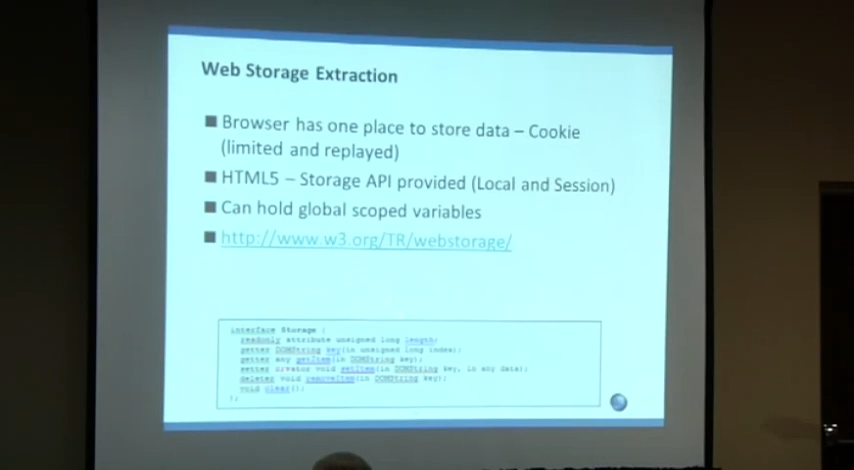 Web Storage Extraction
Browser has one place to store data – Cookie
(limited and replayed)
HTML5 – Storage API provided (Local and Session)
Can hold global scoped variables
http://www.w3.org/TR/webstorage/
interface Storage {
readonly attribute unsigned long length;
getter DOMString key(in unsigned long index);
getter any getItem(in DOMString key);
setter creator void setItem(in DOMString key, in any data);
deleter void removeItem(in DOMString key);
void clear();
};